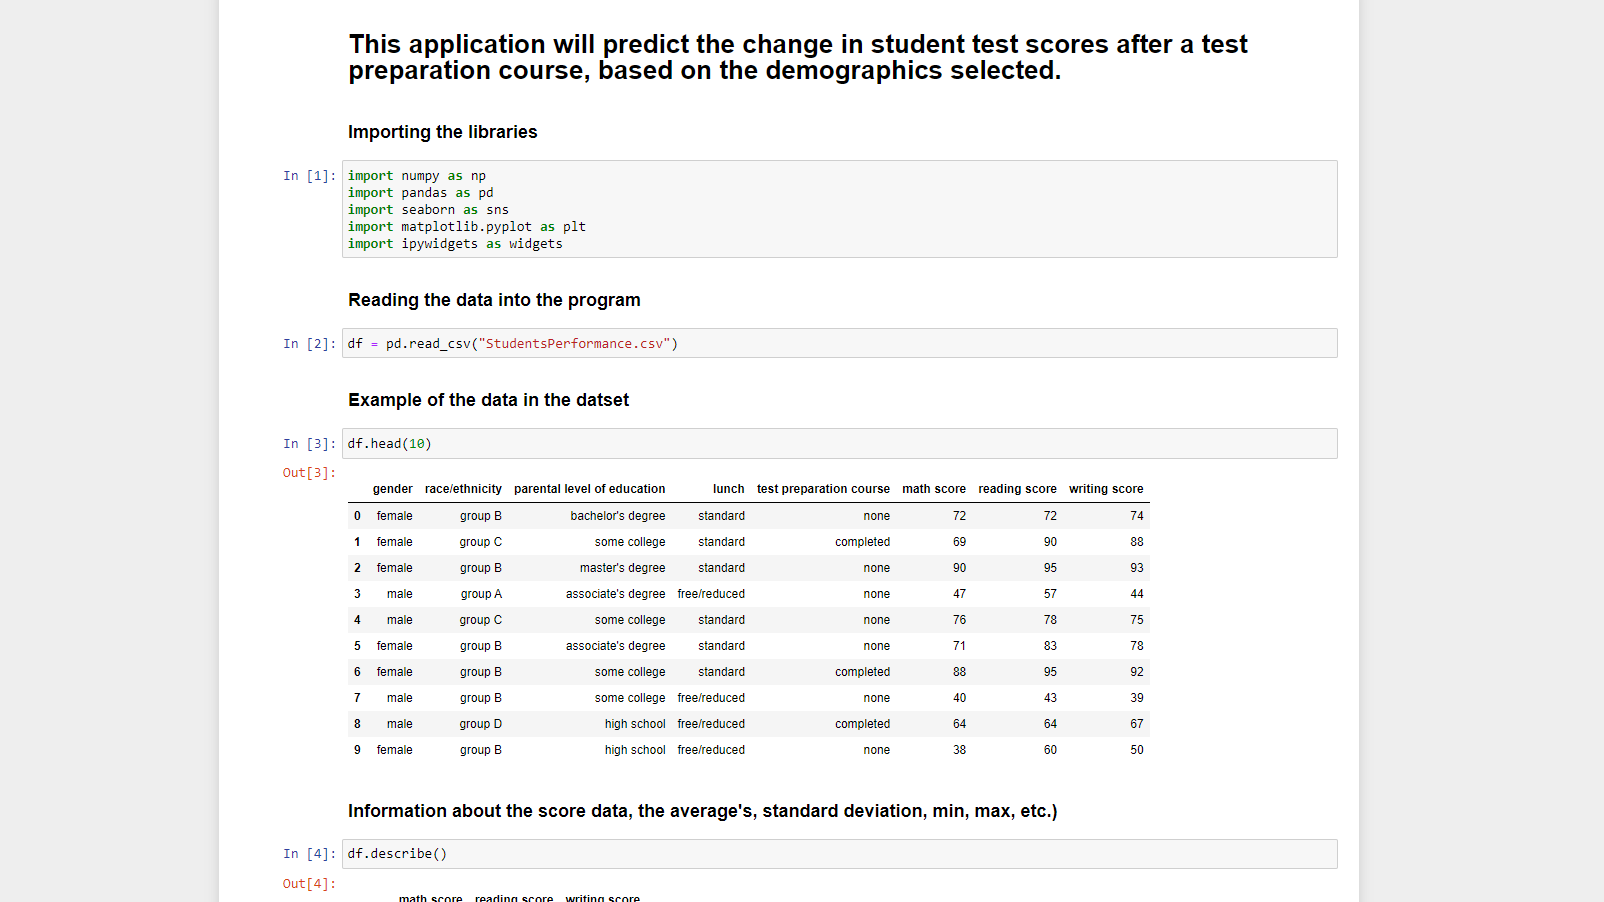 This application will predict the change in student test scores after a test
preparation course, based on the demographics selected.
Importing the libraries
In [1]: import numpy as np
import pandas as pd
import seaborn as sns
import matplotlib.pyplot as plt
import ipywidgets as widgets
Reading the data into the program
In [2]: df = pd.read_csv("StudentsPerformance.csv")
Example of the data in the datset
In [3]: df.head(10)
Out[3]:
gender race/ethnicity parental level of education lunch test preparation course math score reading score writing score
0 female group B bachelor's degree standard none 72 72 74
1 female group C some college standard completed 69 90 88
2 female group B master's degree standard none 90 95 93
3 male group A associate's degree free/reduced none 47 57 44
4 male group C some college standard none 76 78 75
5 female group B associate's degree standard none 71 83 78
6 female group B some college standard completed 88 95 92
7 male group B some college free/reduced none 40 43 39
8 male group D high school free/reduced completed 64 64 67
9 female group B high school free/reduced none 38 60 50
Information about the score data, the average's, standard deviation, min, max, etc.)
In [4]: df.describe()
Out[4]:
math score reading score writing score